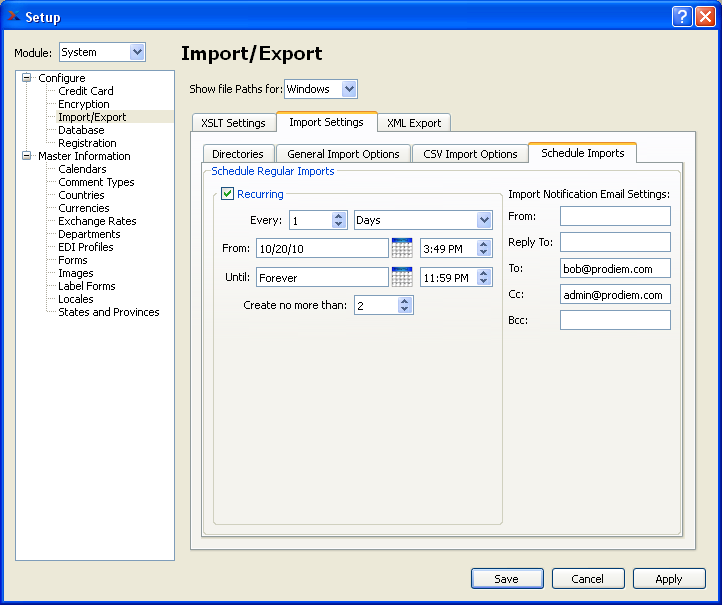 Setup
Module: System
Configure
Credit Card
Encryption
Import/Export
Database
Registration
Master Information
Calendars
Comment Types
Countries
Currencies
Exchange Rates
Departments
EDI Profiles
Forms
Images
Label Forms
Locales
States and Provinces
Import/Export
Show file Paths for: Windows
XSLT Settings Import Settings XML Export
Directories General Import Options CSV Import Options Schedule Imports
Schedule Regular Imports
Recurring
Every: 1 Days
From: 10/20/10 3:49 PM
Until: Forever 11:59 PM
Create no more than: 2
Import Notification Email Settings:
From:
Reply To:
To: bob@prodiem.com
Cc: admin@prodiem.com
Bcc:
Save Cancel Apply